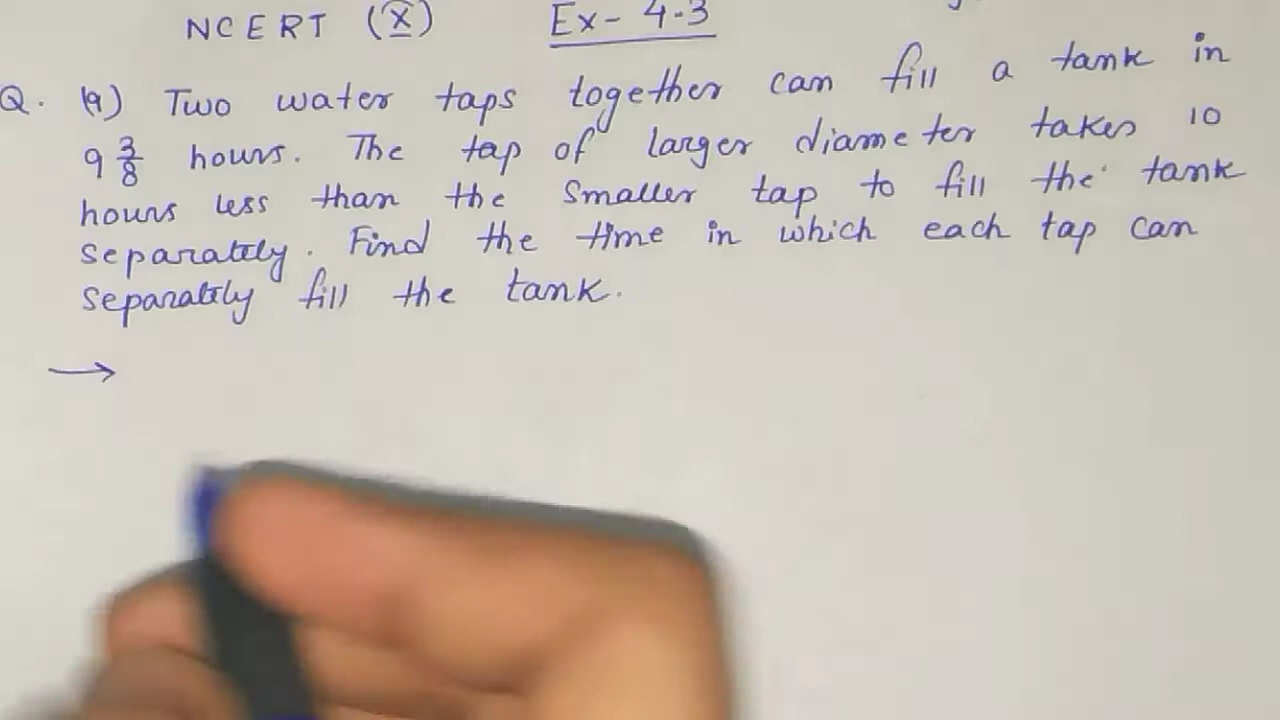 NCERT (X) Ex- 4.3
Q. (9) Two water taps together can fill a tank in
9 3/8 hours. The tap of larger diameter takes 10
hours less than the smaller tap to fill the tank
separately. Find the time in which each tap can
separately fill the tank.
→